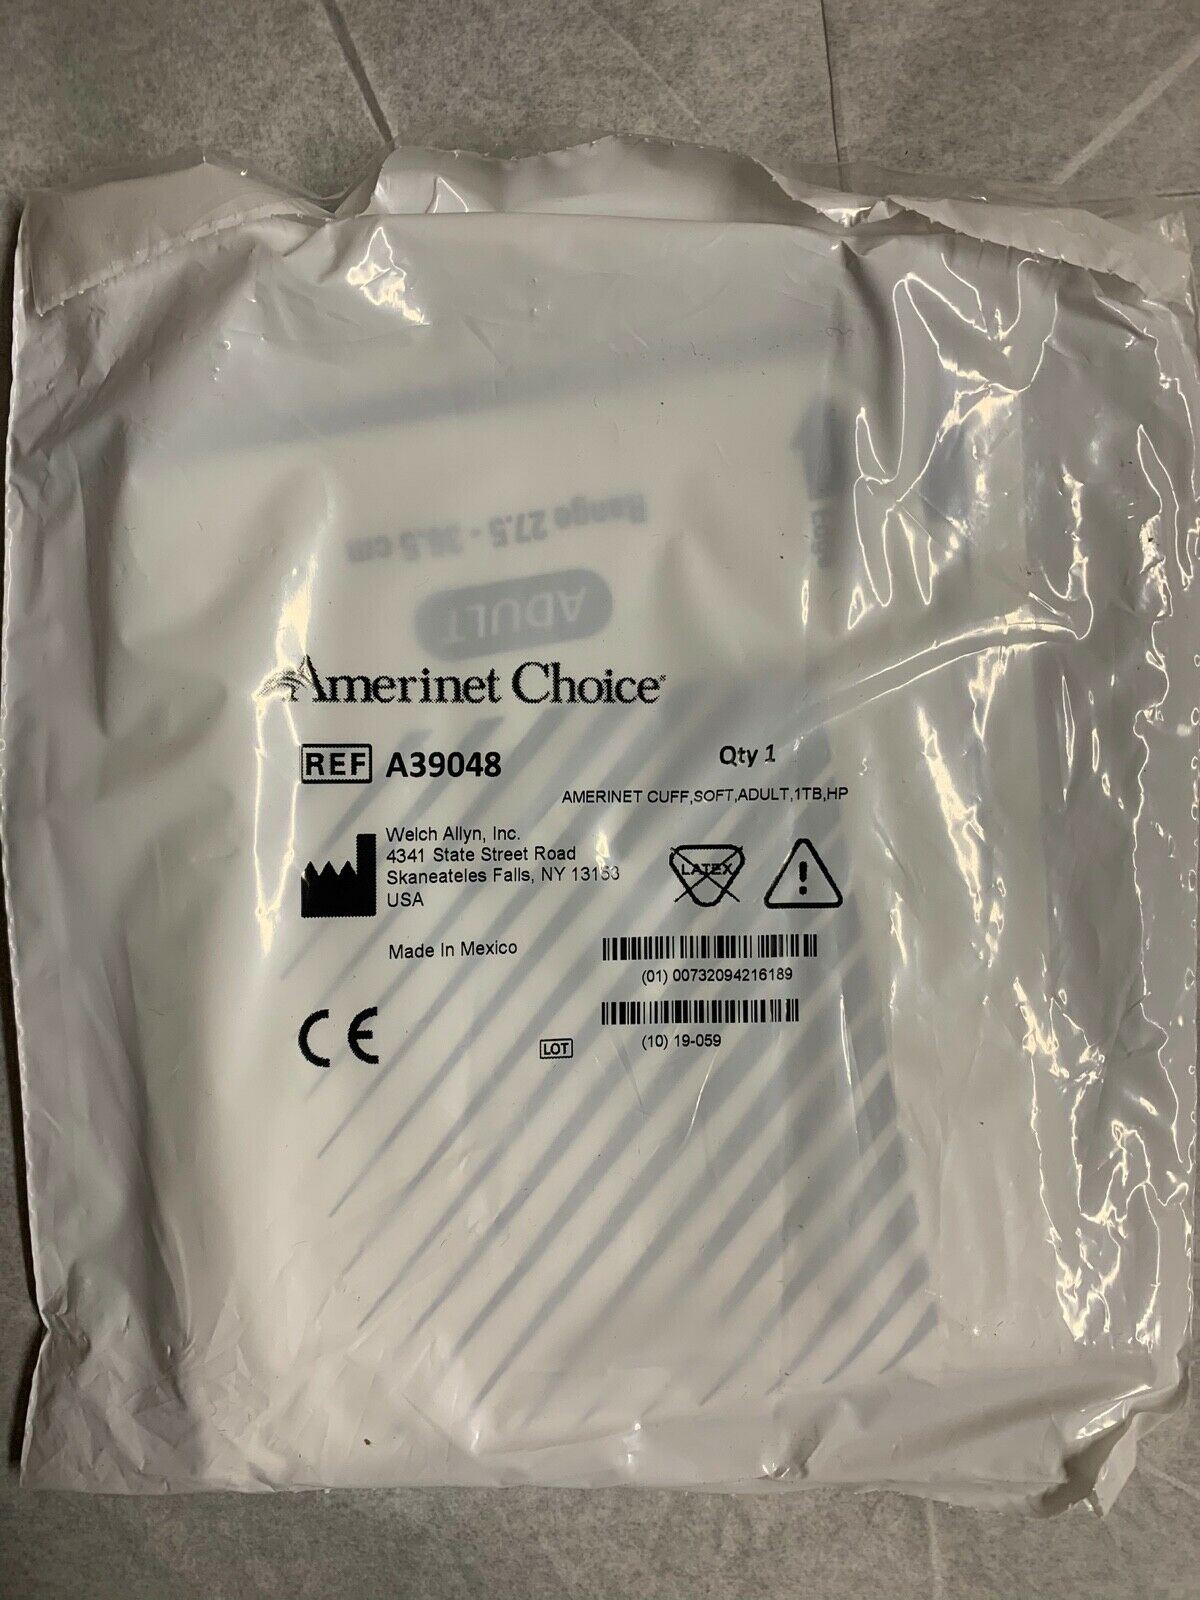 Range 27.5 - 36.5 cm
ADULT
Amerinet Choice
REF A39048
Qty 1
AMERINET CUFF,SOFT,ADULT,1TB,HP
Welch Allyn, Inc.
4341 State Street Road
Skaneateles Falls, NY 13153
USA
LATEX
!
Made In Mexico
(01) 00732094216189
CE
LOT
(10) 19-059